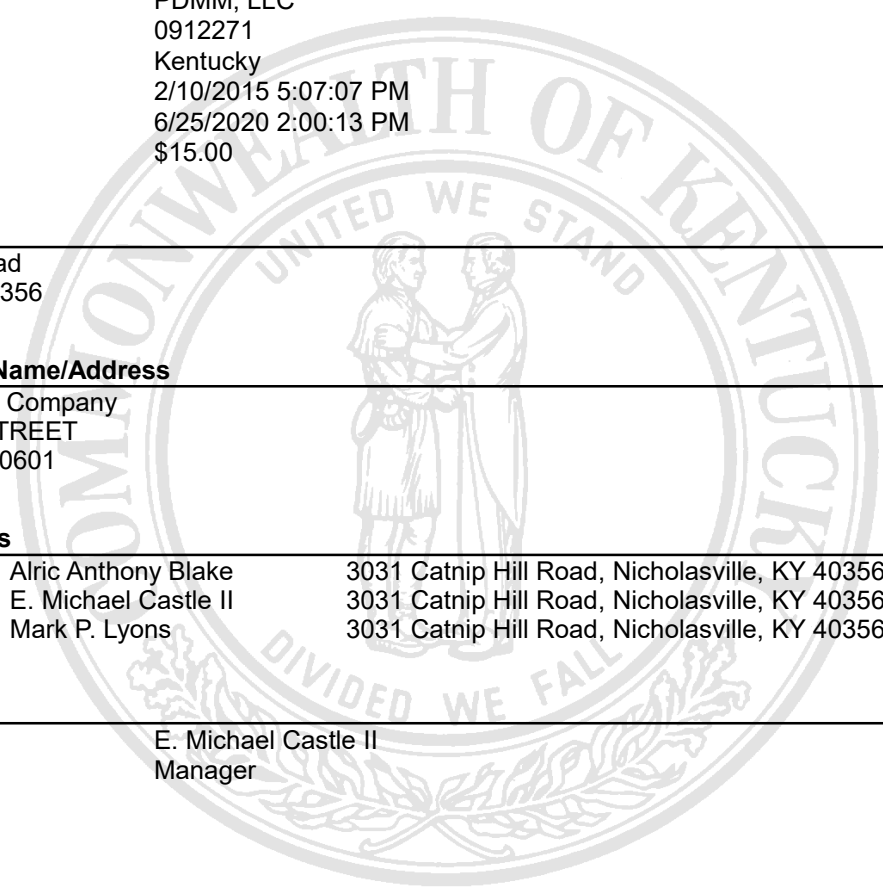 PDMM, LLC
0912271
Kentucky
2/10/2015 5:07:07 PM
6/25/2020 2:00:13 PM
$15.00
COMMONWEALTH OF KENTUCKY
UNITED WE STAND
ad
356
Name/Address
Company
TREET
0601
s
Alric Anthony Blake 3031 Catnip Hill Road, Nicholasville, KY 40356
E. Michael Castle II 3031 Catnip Hill Road, Nicholasville, KY 40356
Mark P. Lyons 3031 Catnip Hill Road, Nicholasville, KY 40356
DIVIDED WE FALL
E. Michael Castle II
Manager